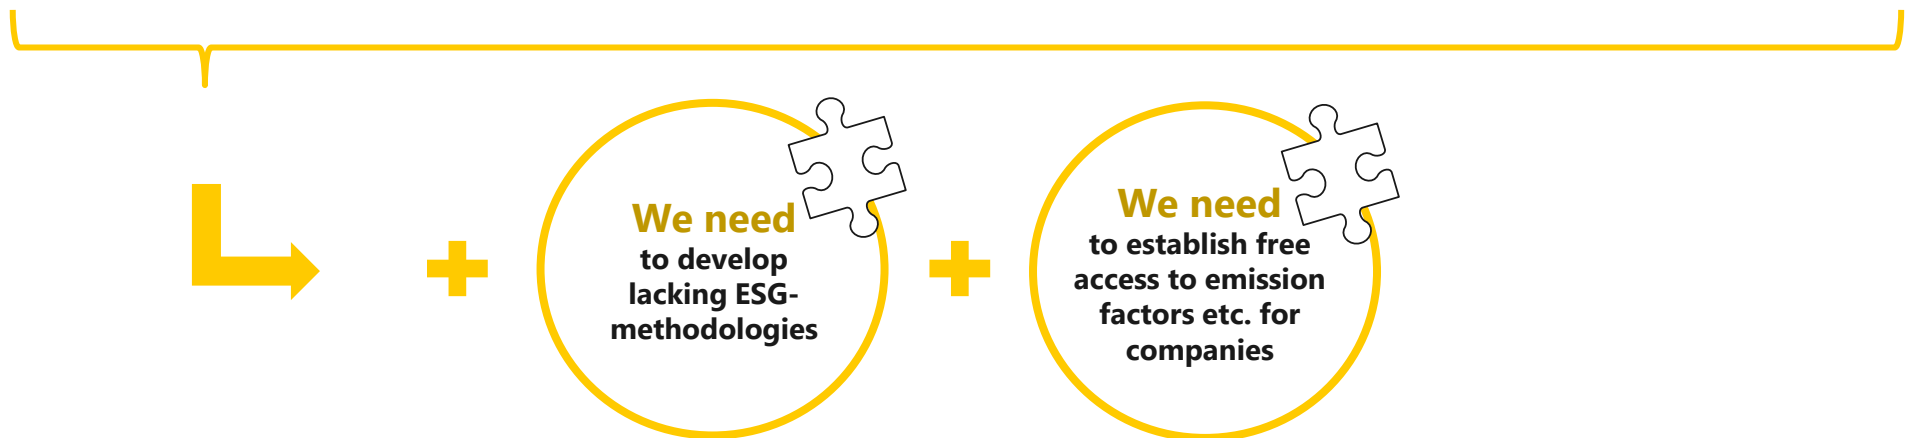 We need
to develop
lacking ESG-
methodologies
We need
to establish free
access to emission
factors etc. for
companies